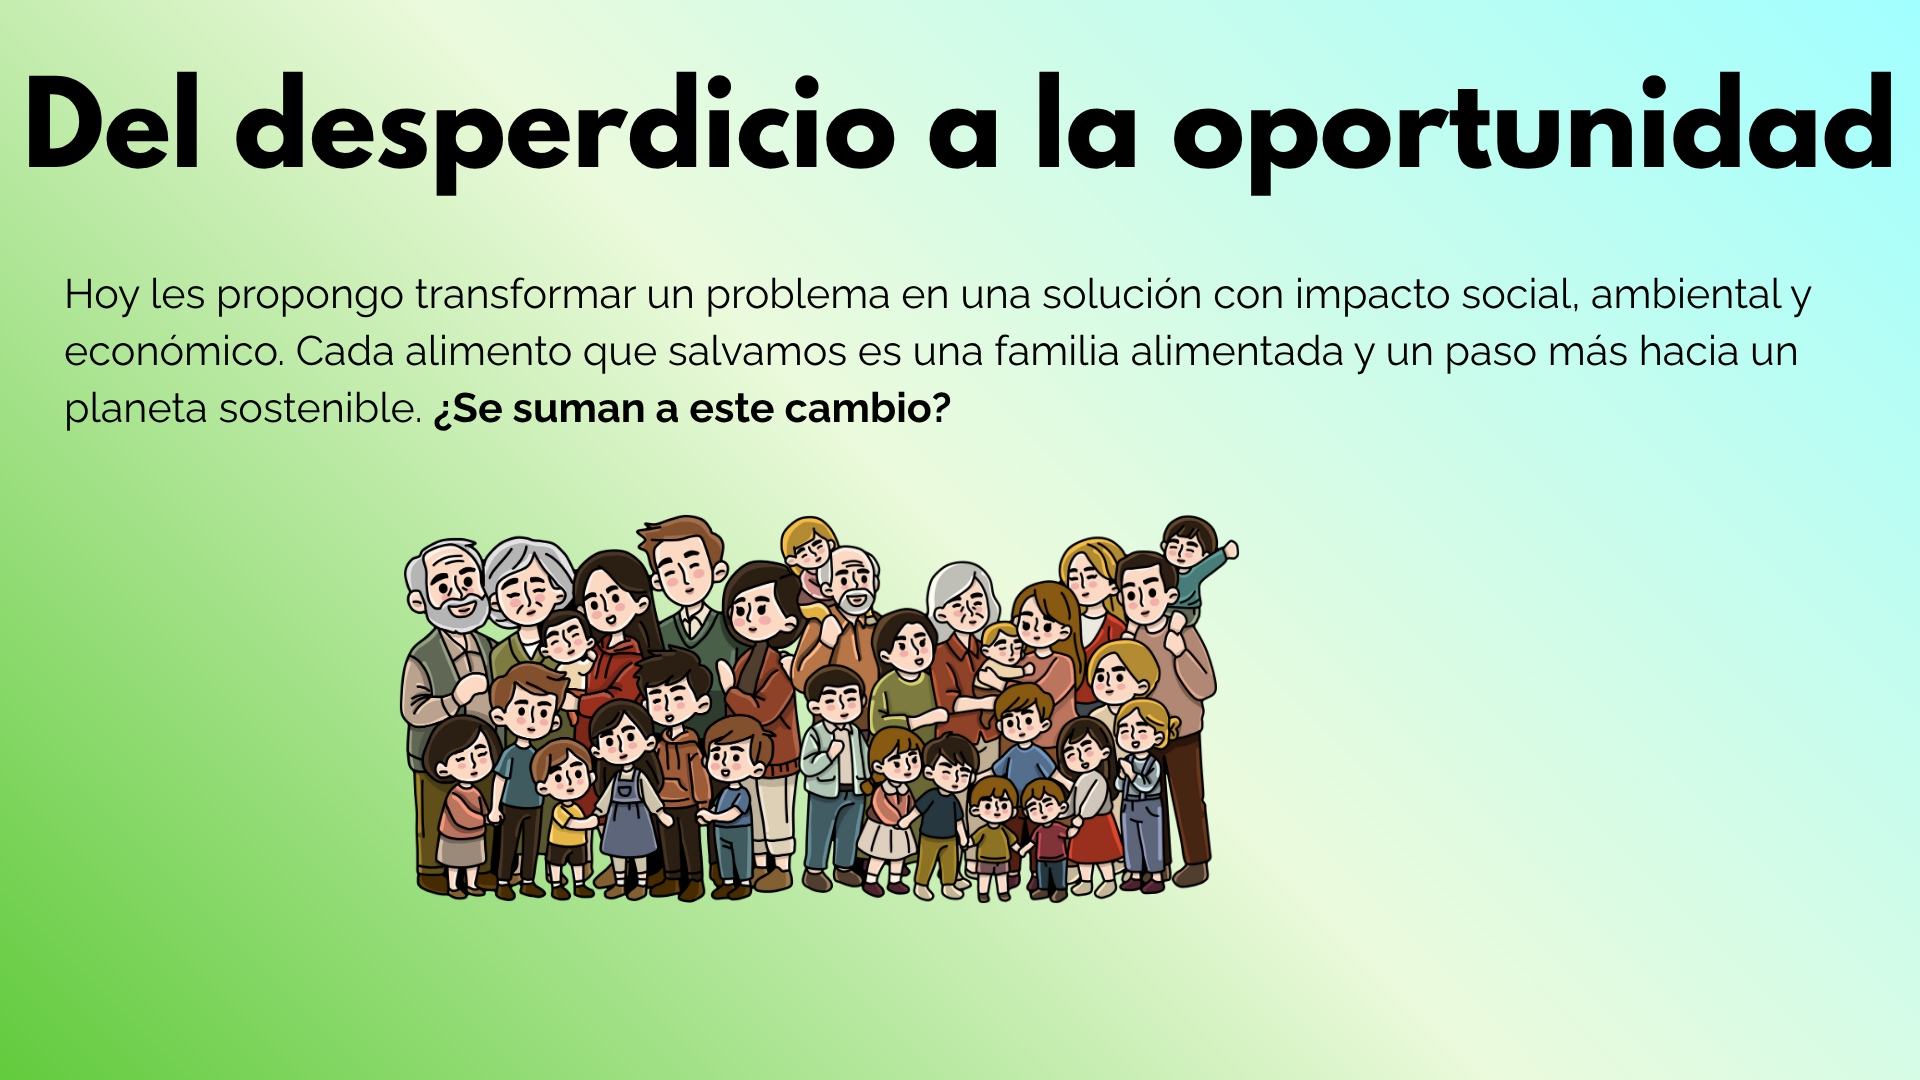 Del desperdicio a la oportunidad
Hoy les propongo transformar un problema en una solución con impacto social, ambiental y
económico. Cada alimento que salvamos es una familia alimentada y un paso más hacia un
planeta sostenible. ¿Se suman a este cambio?